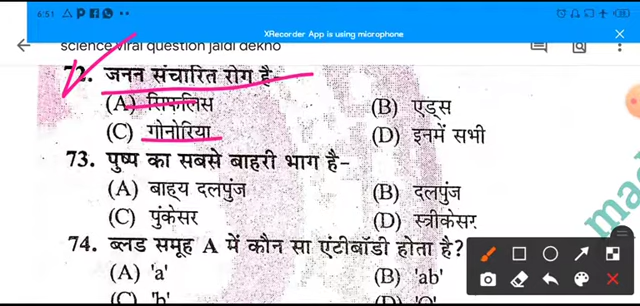 6:51
XRecorder App is using microphone
science viral question jaldi dekho
72. जनन संचारित रोग है-
(A) सिफलिस (B) एड्स
(C) गोनोरिया (D) इनमें सभी
73. पुष्प का सबसे बाहरी भाग है-
(A) बाह्य दलपुंज (B) दलपुंज
(C) पुंकेसर (D) स्त्रीकेसर
74. ब्लड समूह A में कौन सा एंटीबॉडी होता है?
(A) 'a' (B) 'ab'
(C) 'b' (D) 'O'